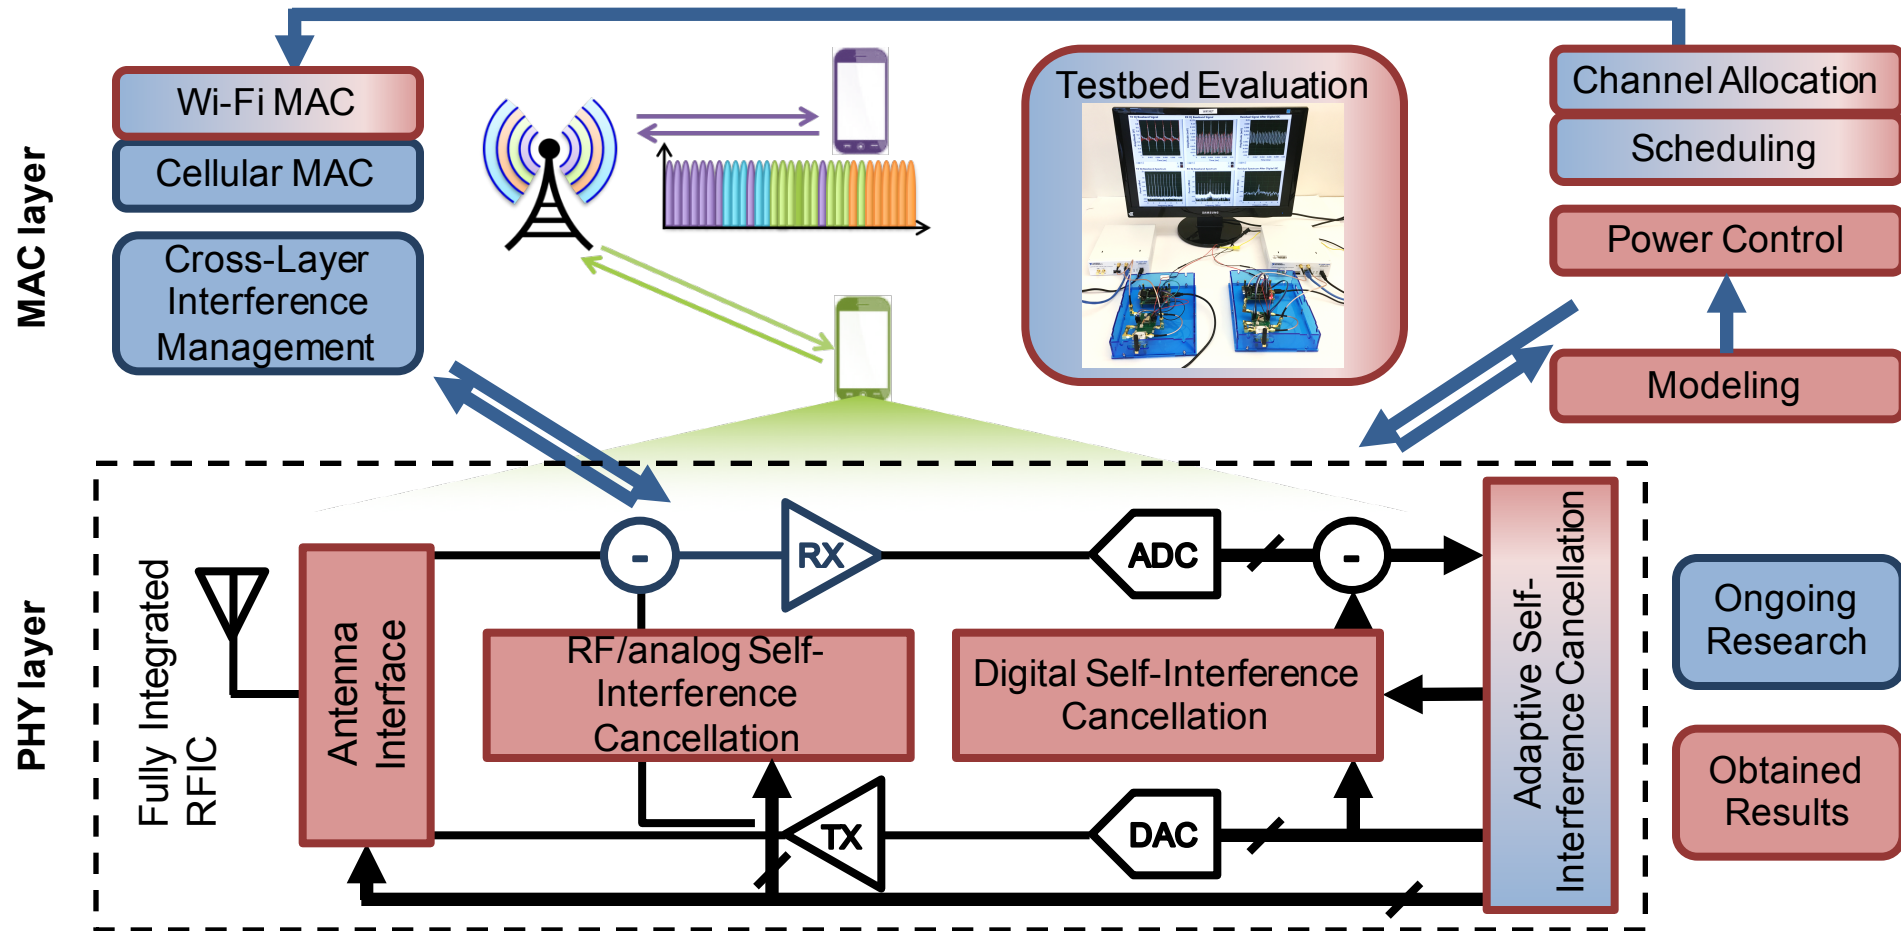 MAC layer
Wi-Fi MAC
Cellular MAC
Cross-Layer
Interference
Management
Testbed Evaluation
Channel Allocation
Scheduling
Power Control
Modeling
PHY layer
Fully Integrated
RFIC
Antenna
Interface
-
RX
ADC
-
RF/analog Self-
Interference
Cancellation
Digital Self-Interference
Cancellation
TX
DAC
Adaptive Self-
Interference Cancellation
Ongoing
Research
Obtained
Results